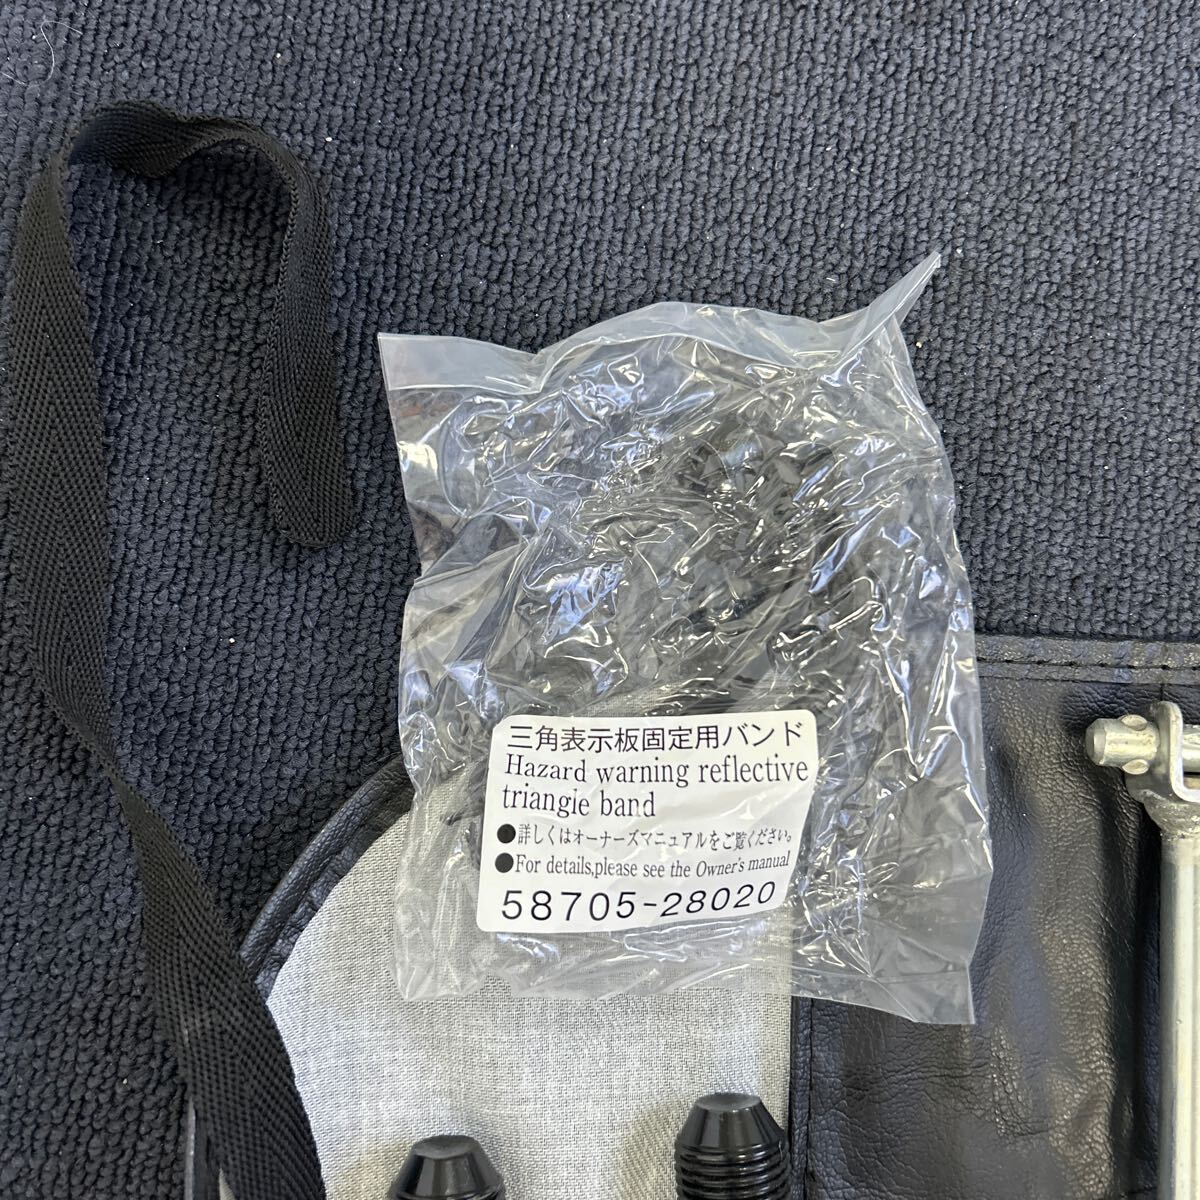 三角表示板固定用バンド
Hazard warning reflective
triangle band
●詳しくはオーナーズマニュアルをご覧ください。
●For details,please see the Owner's manual
58705-28020